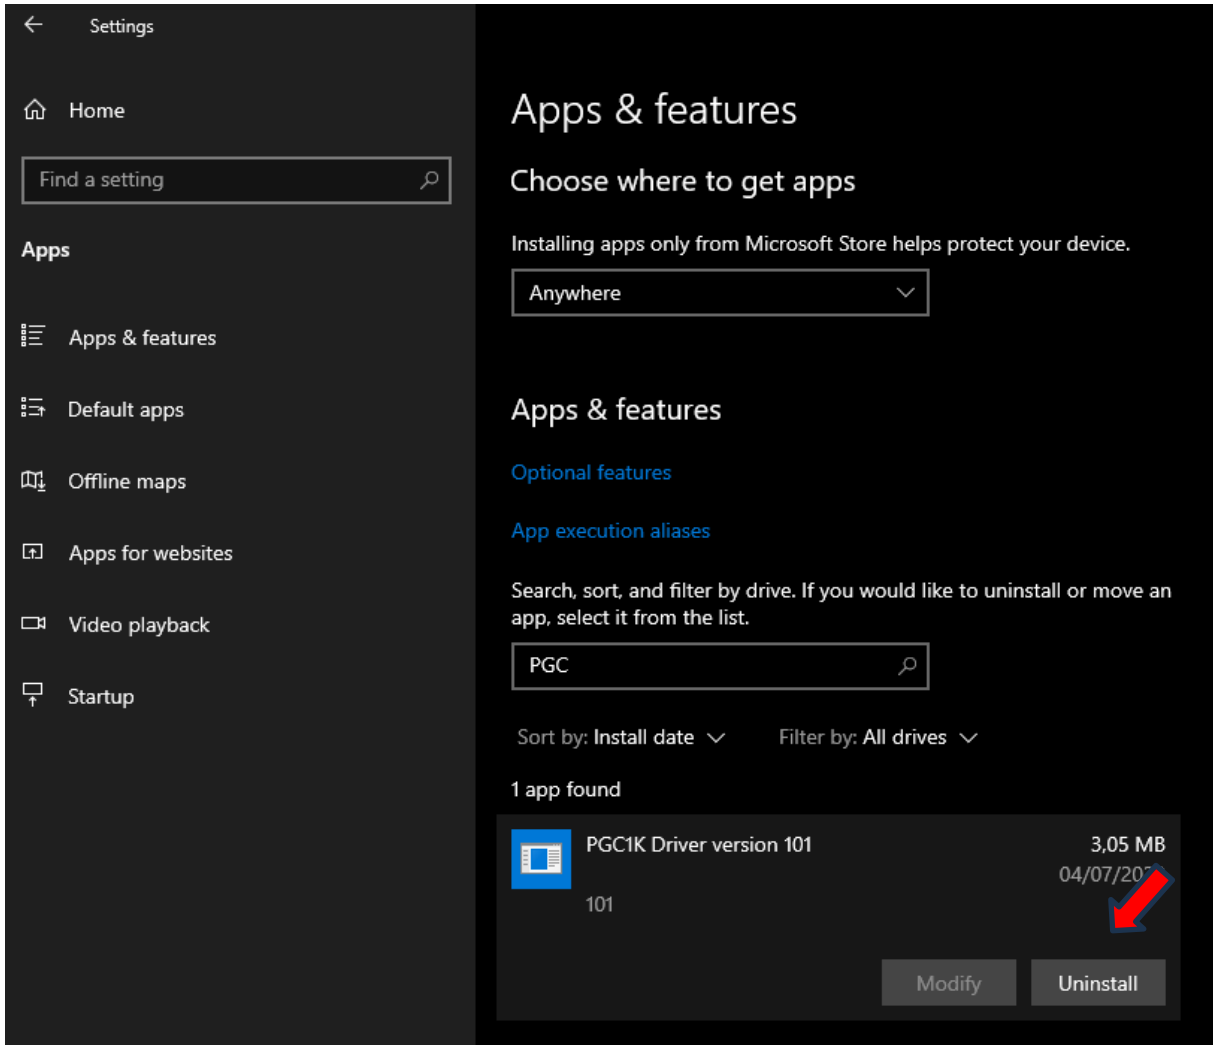 Settings
Home
Find a setting
Apps
Apps & features
Default apps
Offline maps
Apps for websites
Video playback
Startup
Apps & features
Choose where to get apps
Installing apps only from Microsoft Store helps protect your device.
Anywhere
Apps & features
Optional features
App execution aliases
Search, sort, and filter by drive. If you would like to uninstall or move an
app, select it from the list.
PGC
Sort by: Install date Filter by: All drives
1 app found
PGC1K Driver version 101 3,05 MB
101
Modify Uninstall